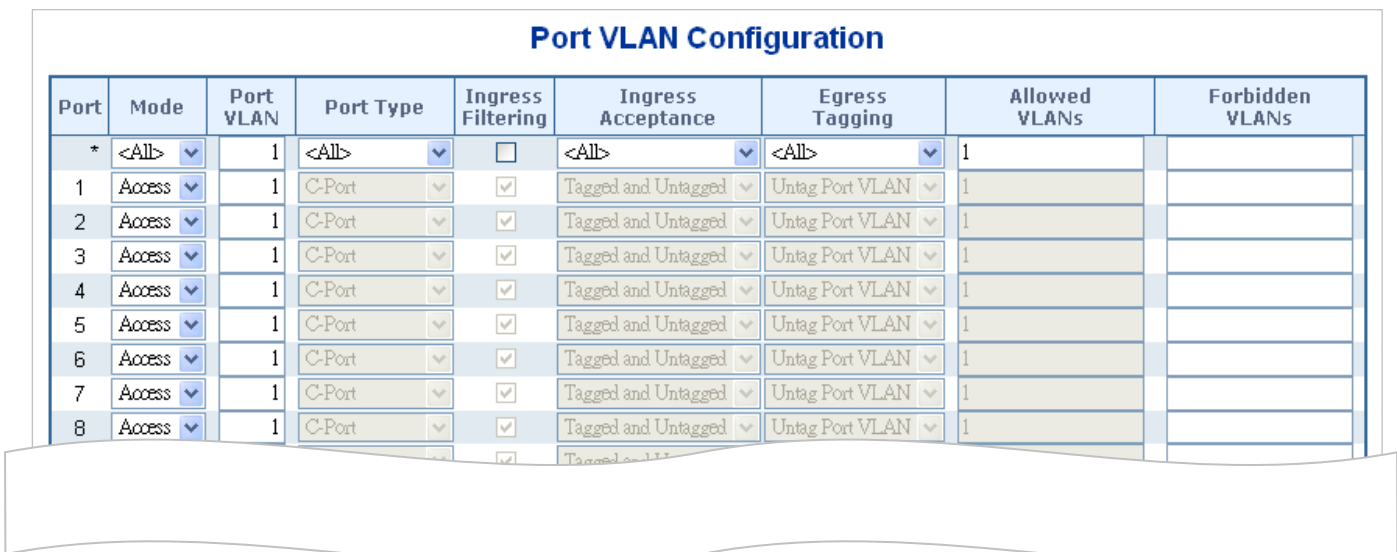 Port VLAN Configuration
Port Mode Port VLAN Port Type Ingress Filtering Ingress Acceptance Egress Tagging Allowed VLANs Forbidden VLANs
* <All> 1 <All> <All> <All> 1
1 Access 1 C-Port Tagged and Untagged Untag Port VLAN 1
2 Access 1 C-Port Tagged and Untagged Untag Port VLAN 1
3 Access 1 C-Port Tagged and Untagged Untag Port VLAN 1
4 Access 1 C-Port Tagged and Untagged Untag Port VLAN 1
5 Access 1 C-Port Tagged and Untagged Untag Port VLAN 1
6 Access 1 C-Port Tagged and Untagged Untag Port VLAN 1
7 Access 1 C-Port Tagged and Untagged Untag Port VLAN 1
8 Access 1 C-Port Tagged and Untagged Untag Port VLAN 1